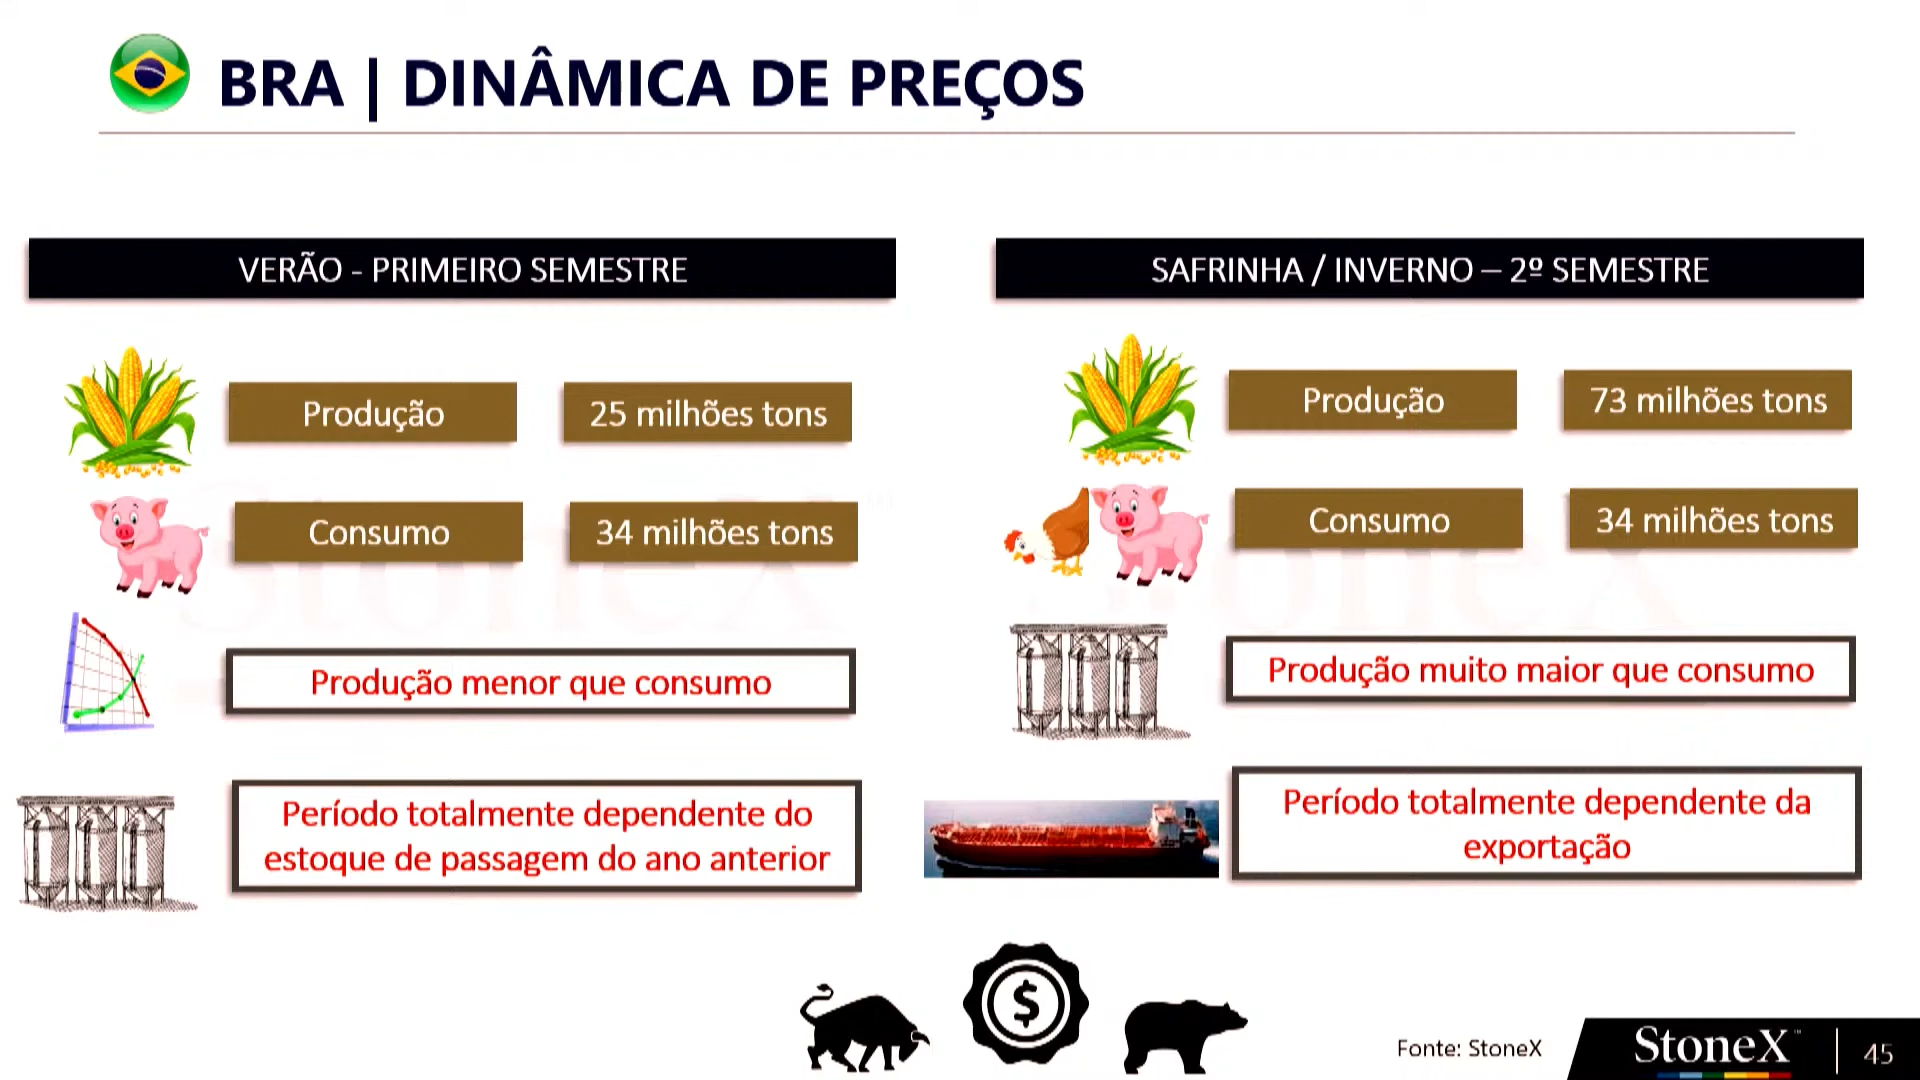 BRA | DINÂMICA DE PREÇOS
VERÃO - PRIMEIRO SEMESTRE
Produção
25 milhões tons
Consumo
34 milhões tons
Produção menor que consumo
Período totalmente dependente do
estoque de passagem do ano anterior
SAFRINHA / INVERNO – 2º SEMESTRE
Produção
73 milhões tons
Consumo
34 milhões tons
Produção muito maior que consumo
Período totalmente dependente da
exportação
$
Fonte: StoneX
StoneX™
45